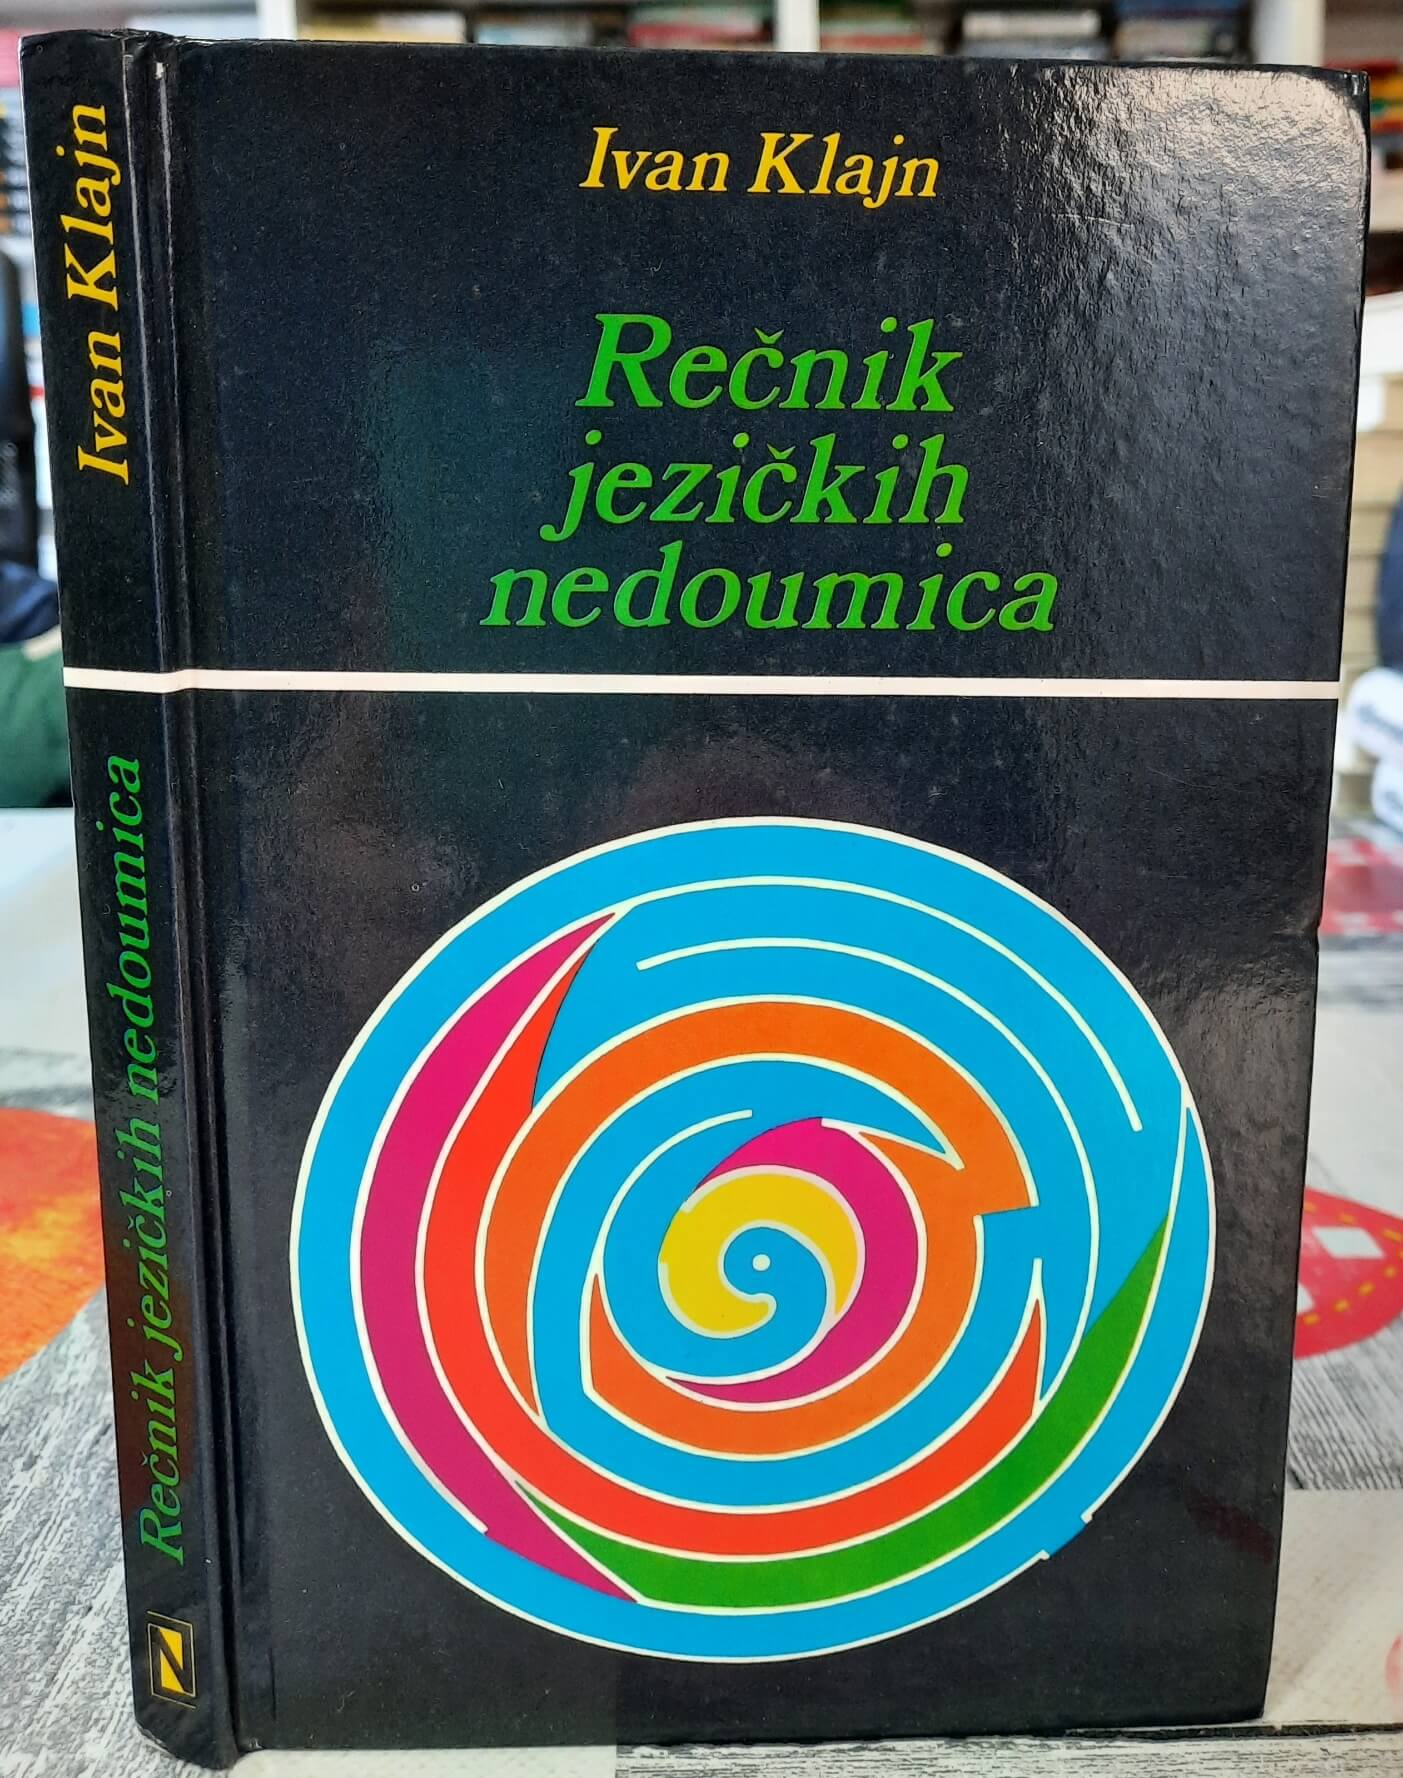 Ivan Klajn
Rečnik
jezičkih
nedoumica
Ivan Klajn
Rečnik jezičkih nedoumica